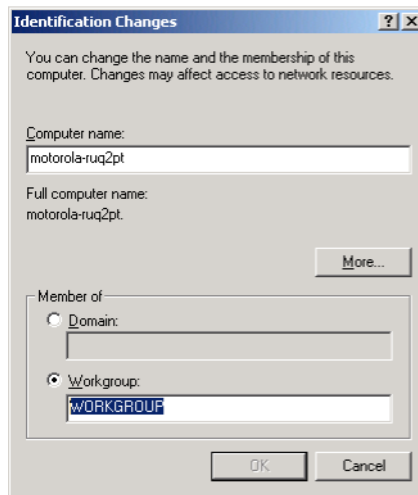 Identification Changes
You can change the name and the membership of this
computer. Changes may affect access to network resources.
Computer name:
motorola-ruq2pt
Full computer name:
motorola-ruq2pt.
More...
Member of
Domain:
Workgroup:
WORKGROUP
OK
Cancel